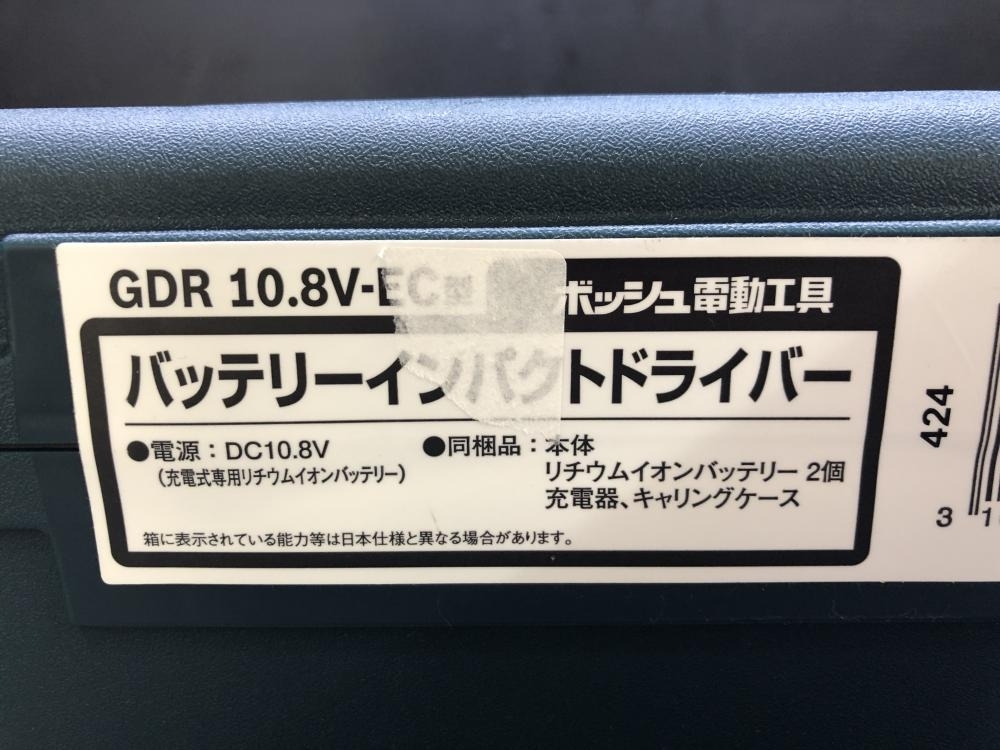 GDR 10.8V-EC型 ボッシュ電動工具
バッテリーインパクトドライバー
●電源：DC10.8V
（充電式専用リチウムイオンバッテリー）
●同梱品：本体
リチウムイオンバッテリー 2個
充電器、キャリングケース
箱に表示されている能力等は日本仕様と異なる場合があります。
424
3